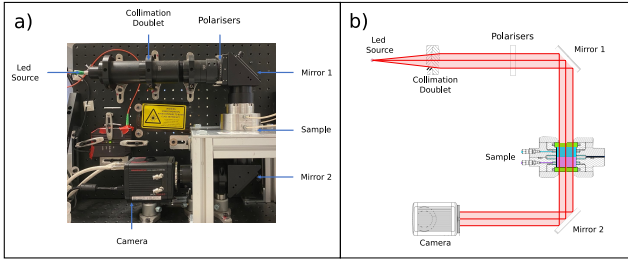 a)
Collimation
Doublet
Polarisers
Led
Source
Mirror 1
Sample
Mirror 2
Camera
b)
Led
Source
Polarisers
Mirror 1
Collimation
Doublet
Sample
Camera
Mirror 2